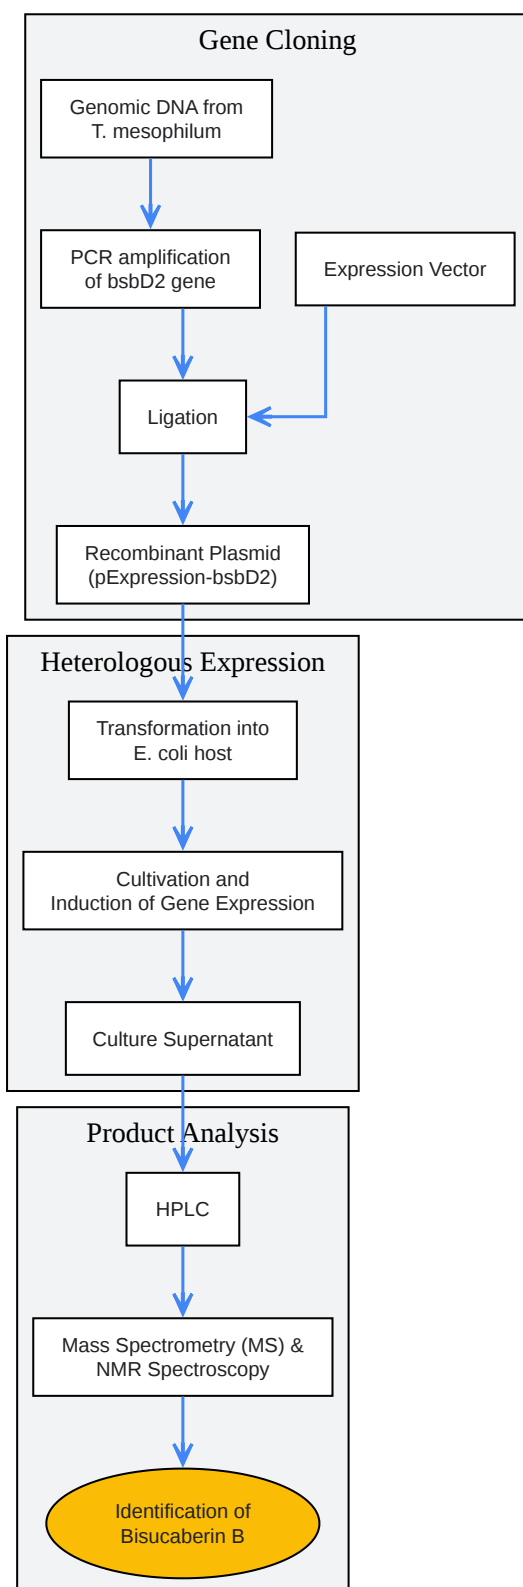 Gene Cloning
Genomic DNA from
T. mesophilum
PCR amplification
of bsbD2 gene
Expression Vector
Ligation
Recombinant Plasmid
(pExpression-bsbD2)
Heterologous Expression
Transformation into
E. coli host
Cultivation and
Induction of Gene Expression
Culture Supernatant
Product Analysis
HPLC
Mass Spectrometry (MS) &
NMR Spectroscopy
Identification of
Bisucaberin B